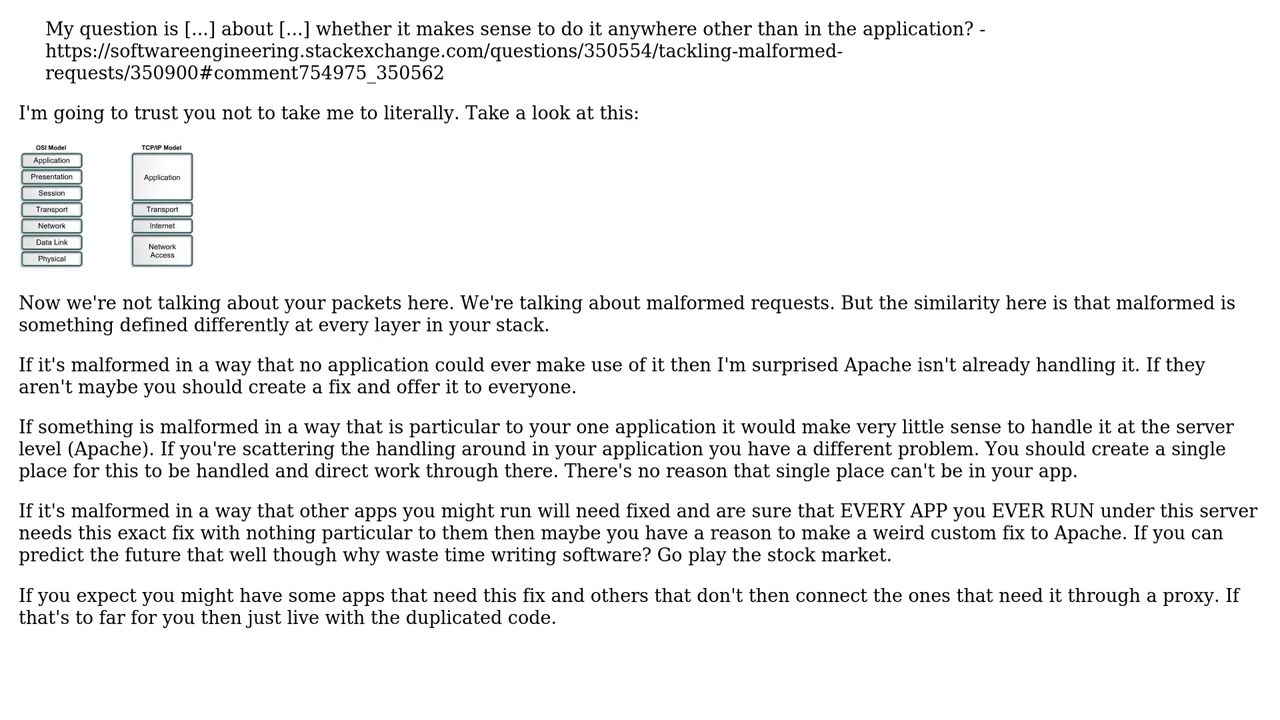 My question is [...] about [...] whether it makes sense to do it anywhere other than in the application? -
https://softwareengineering.stackexchange.com/questions/350554/tackling-malformed-
requests/350900#comment754975_350562
I'm going to trust you not to take me to literally. Take a look at this:
OSI Model
Application
Presentation
Session
Transport
Network
Data Link
Physical
TCP/IP Model
Application
Transport
Internet
Network
Access
Now we're not talking about your packets here. We're talking about malformed requests. But the similarity here is that malformed is
something defined differently at every layer in your stack.
If it's malformed in a way that no application could ever make use of it then I'm surprised Apache isn't already handling it. If they
aren't maybe you should create a fix and offer it to everyone.
If something is malformed in a way that is particular to your one application it would make very little sense to handle it at the server
level (Apache). If you're scattering the handling around in your application you have a different problem. You should create a single
place for this to be handled and direct work through there. There's no reason that single place can't be in your app.
If it's malformed in a way that other apps you might run will need fixed and are sure that EVERY APP you EVER RUN under this server
needs this exact fix with nothing particular to them then maybe you have a reason to make a weird custom fix to Apache. If you can
predict the future that well though why waste time writing software? Go play the stock market.
If you expect you might have some apps that need this fix and others that don't then connect the ones that need it through a proxy. If
that's to far for you then just live with the duplicated code.